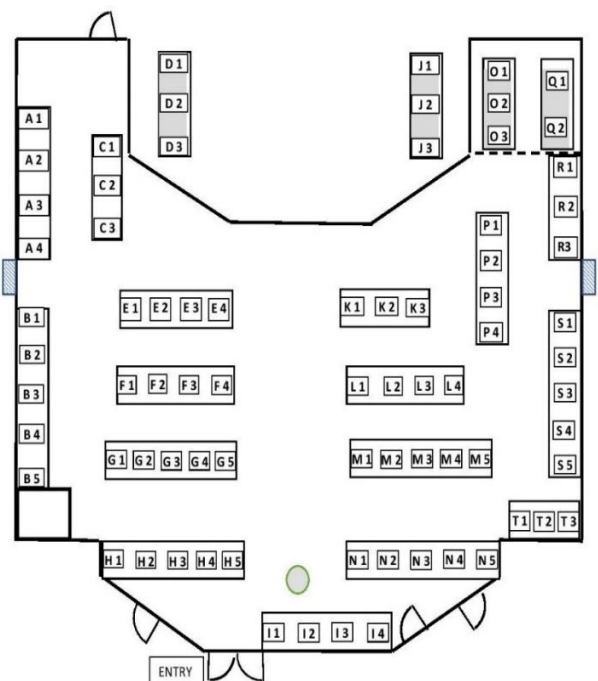 D1
J1
O1
Q1
D2
J2
O2
Q2
D3
J3
O3
A1
A2
A3
A4
C1
C2
C3
R1
R2
R3
P1
P2
P3
P4
B1
B2
B3
B4
B5
E1 E2 E3 E4
K1 K2 K3
S1
S2
S3
S4
S5
F1 F2 F3 F4
L1 L2 L3 L4
G1 G2 G3 G4 G5
M1 M2 M3 M4 M5
T1 T2 T3
H1 H2 H3 H4 H5
N1 N2 N3 N4 N5
I1 I2 I3 I4
ENTRY